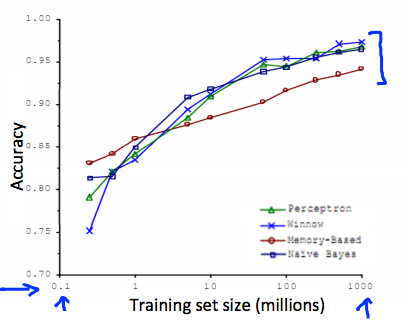 1.00
0.95
0.90
0.85
0.80
0.75
0.70
Accuracy
Perceptron
Winnow
Memory-Based
Naïve Bayes
0.1 1 10 100 1000
Training set size (millions)